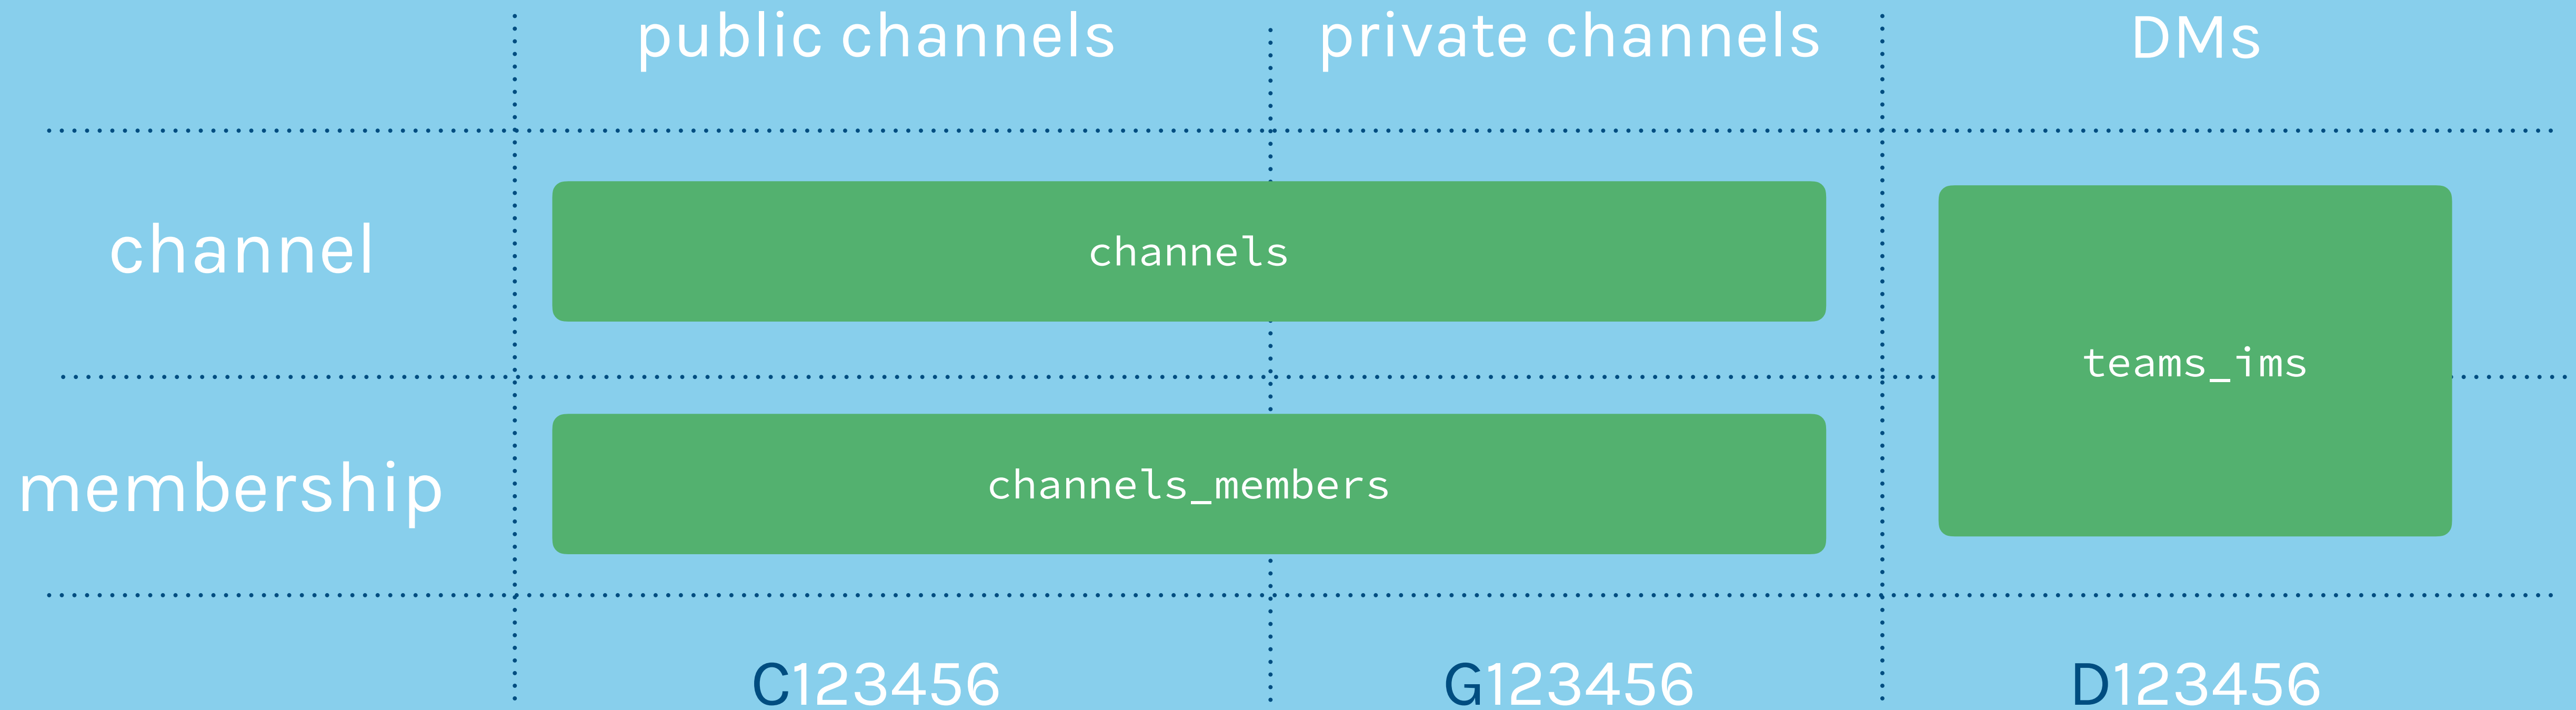 public channels
private channels
DMs
channel
channels
teams_ims
membership
channels_members
C123456
G123456
D123456